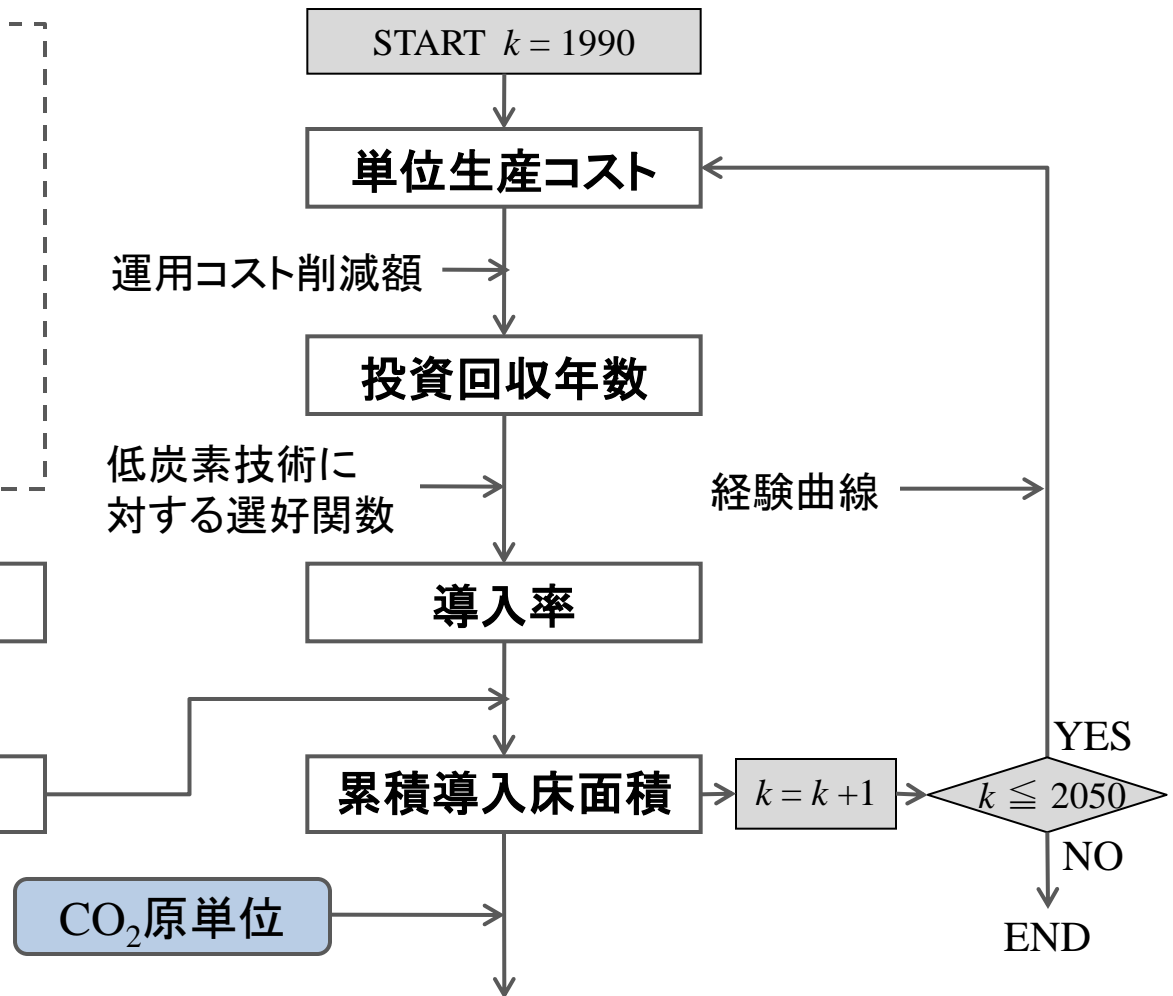 START k = 1990
単位生産コスト
運用コスト削減額
投資回収年数
低炭素技術に
対する選好関数
経験曲線
導入率
YES
累積導入床面積
k = k +1
k ≦ 2050
NO
CO₂原単位
END